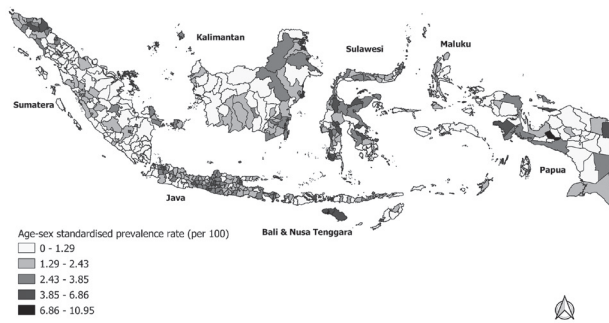 Kalimantan
Sulawesi
Maluku
Sumatera
Java
Papua
Bali & Nusa Tenggara
Age-sex standardised prevalence rate (per 100)
0 - 1.29
1.29 - 2.43
2.43 - 3.85
3.85 - 6.86
6.86 - 10.95